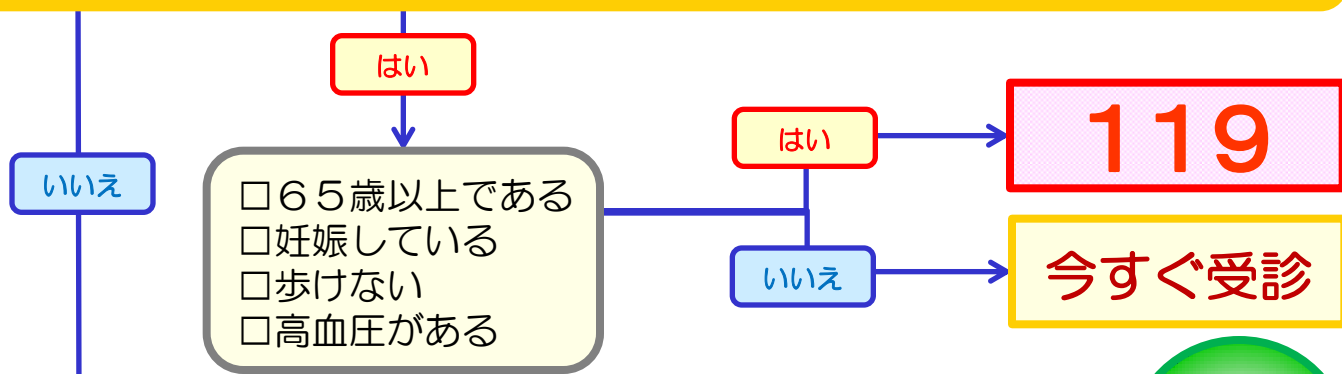 はい
はい
119
いいえ
□65歳以上である
□妊娠している
□歩けない
□高血圧がある
いいえ
今すぐ受診